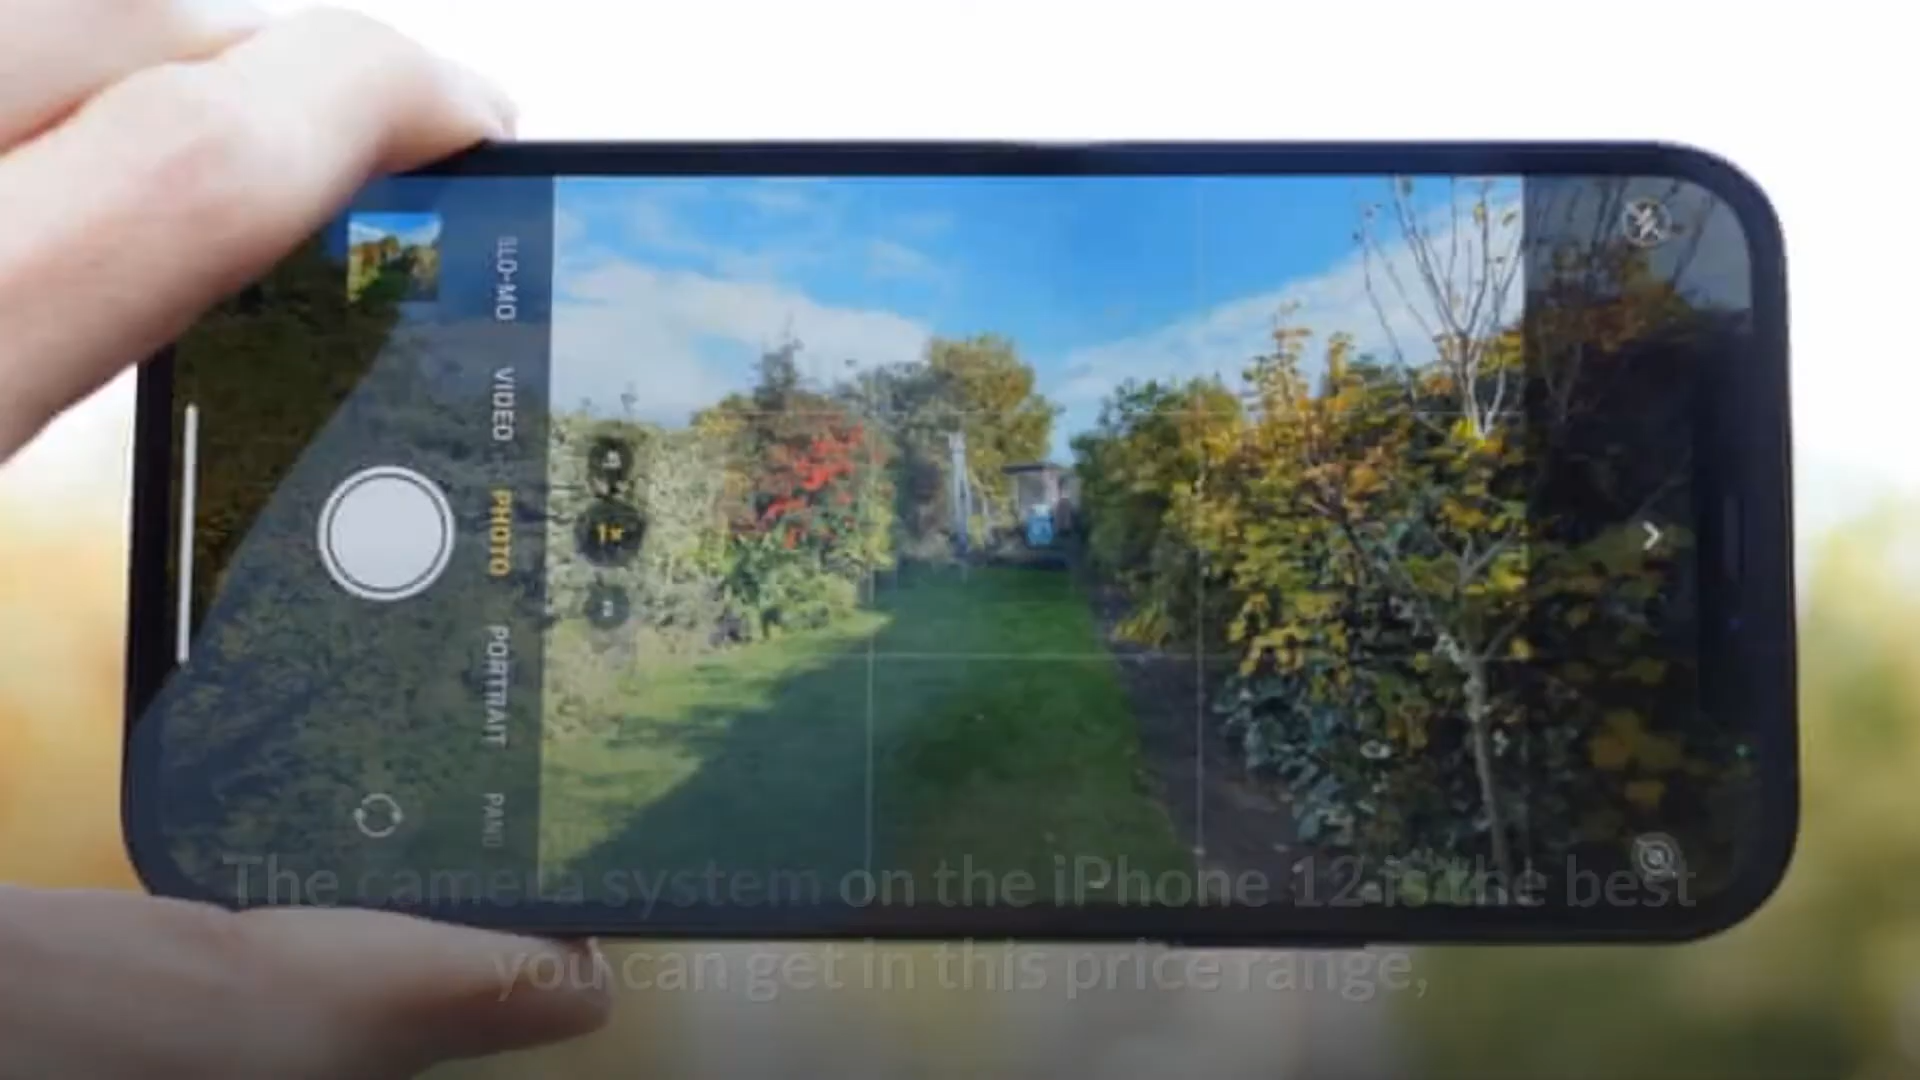 SLO-MO
VIDEO
PHOTO
PORTRAIT
PANO
1x
The camera system on the iPhone 12 is the best
you can get in this price range,